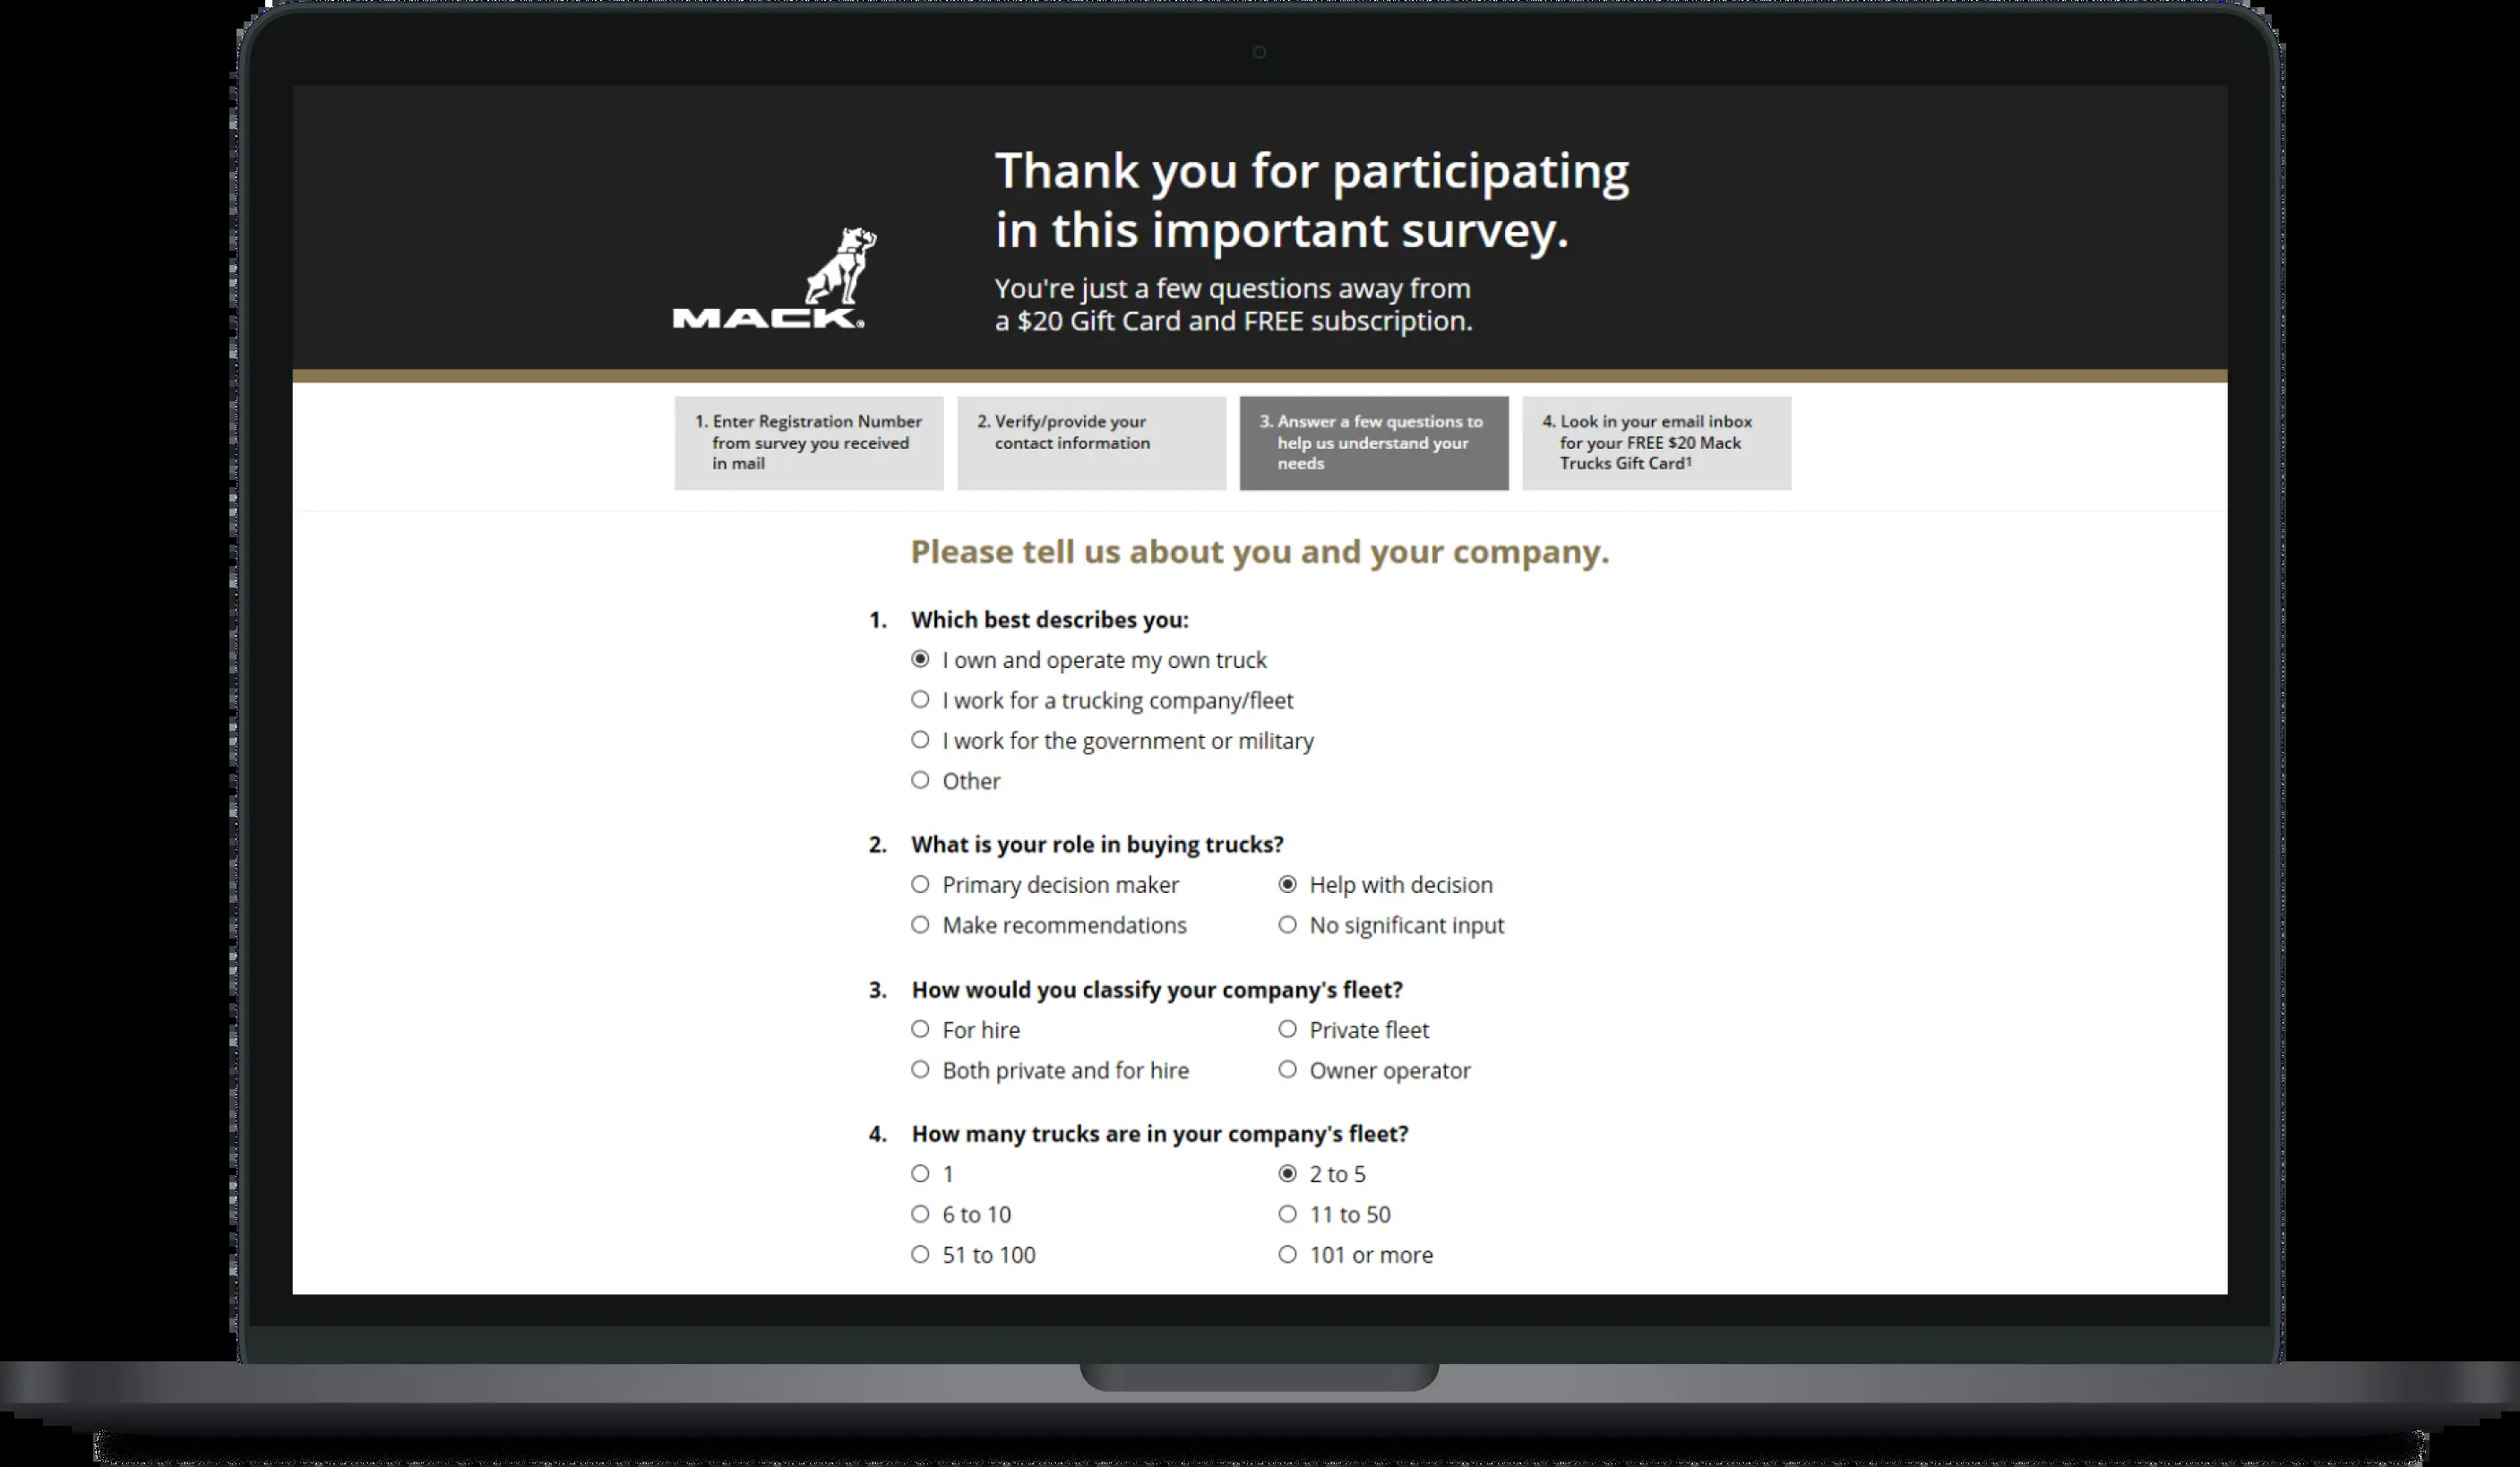 Thank you for participating
in this important survey.
You're just a few questions away from
a $20 Gift Card and FREE subscription.
MACK®
1. Enter Registration Number
from survey you received
in mail
2. Verify/provide your
contact information
3. Answer a few questions to
help us understand your
needs
4. Look in your email inbox
for your FREE $20 Mack
Trucks Gift Card¹
Please tell us about you and your company.
1. Which best describes you:
I own and operate my own truck
I work for a trucking company/fleet
I work for the government or military
Other
2. What is your role in buying trucks?
Primary decision maker Help with decision
Make recommendations No significant input
3. How would you classify your company's fleet?
For hire Private fleet
Both private and for hire Owner operator
4. How many trucks are in your company's fleet?
1 2 to 5
6 to 10 11 to 50
51 to 100 101 or more